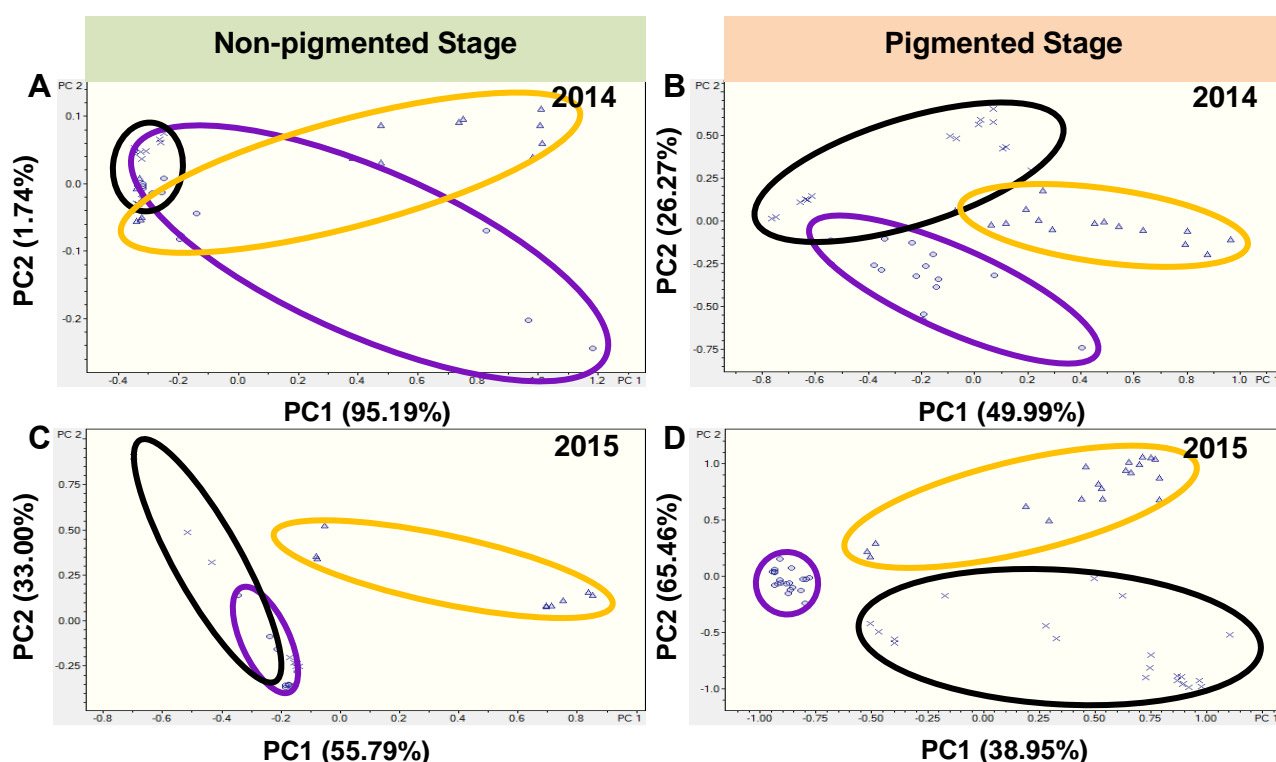 Non-pigmented Stage
Pigmented Stage
A
PC 2
2014
PC2 (1.74%)
0.1
0.0
-0.1
-0.2
-0.4 -0.2 0.0 0.2 0.4 0.6 0.8 1.2 PC 1
PC1 (95.19%)
B
PC 2
2014
PC2 (26.27%)
0.50
0.25
0.00
-0.25
-0.50
-0.75
-0.8 -0.6 -0.4 -0.2 0.0 0.2 0.4 0.6 0.8 1.0 PC 1
PC1 (49.99%)
C
PC 2
2015
PC2 (33.00%)
0.75
0.50
0.25
0.00
-0.25
-0.8 -0.6 -0.4 -0.2 0.0 0.2 0.4 0.6 0.8 PC 1
PC1 (55.79%)
D
PC 2
2015
PC2 (65.46%)
1.0
0.5
0.0
-0.5
-1.0
-1.00 -0.75 -0.50 -0.25 0.00 0.25 0.50 0.75 1.00 PC 1
PC1 (38.95%)